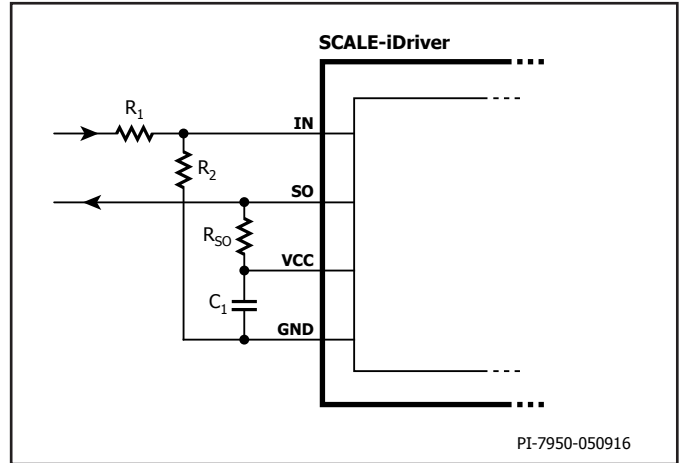 SCALE-iDriver
R1
IN
R2
SO
RSO
VCC
C1
GND
PI-7950-050916